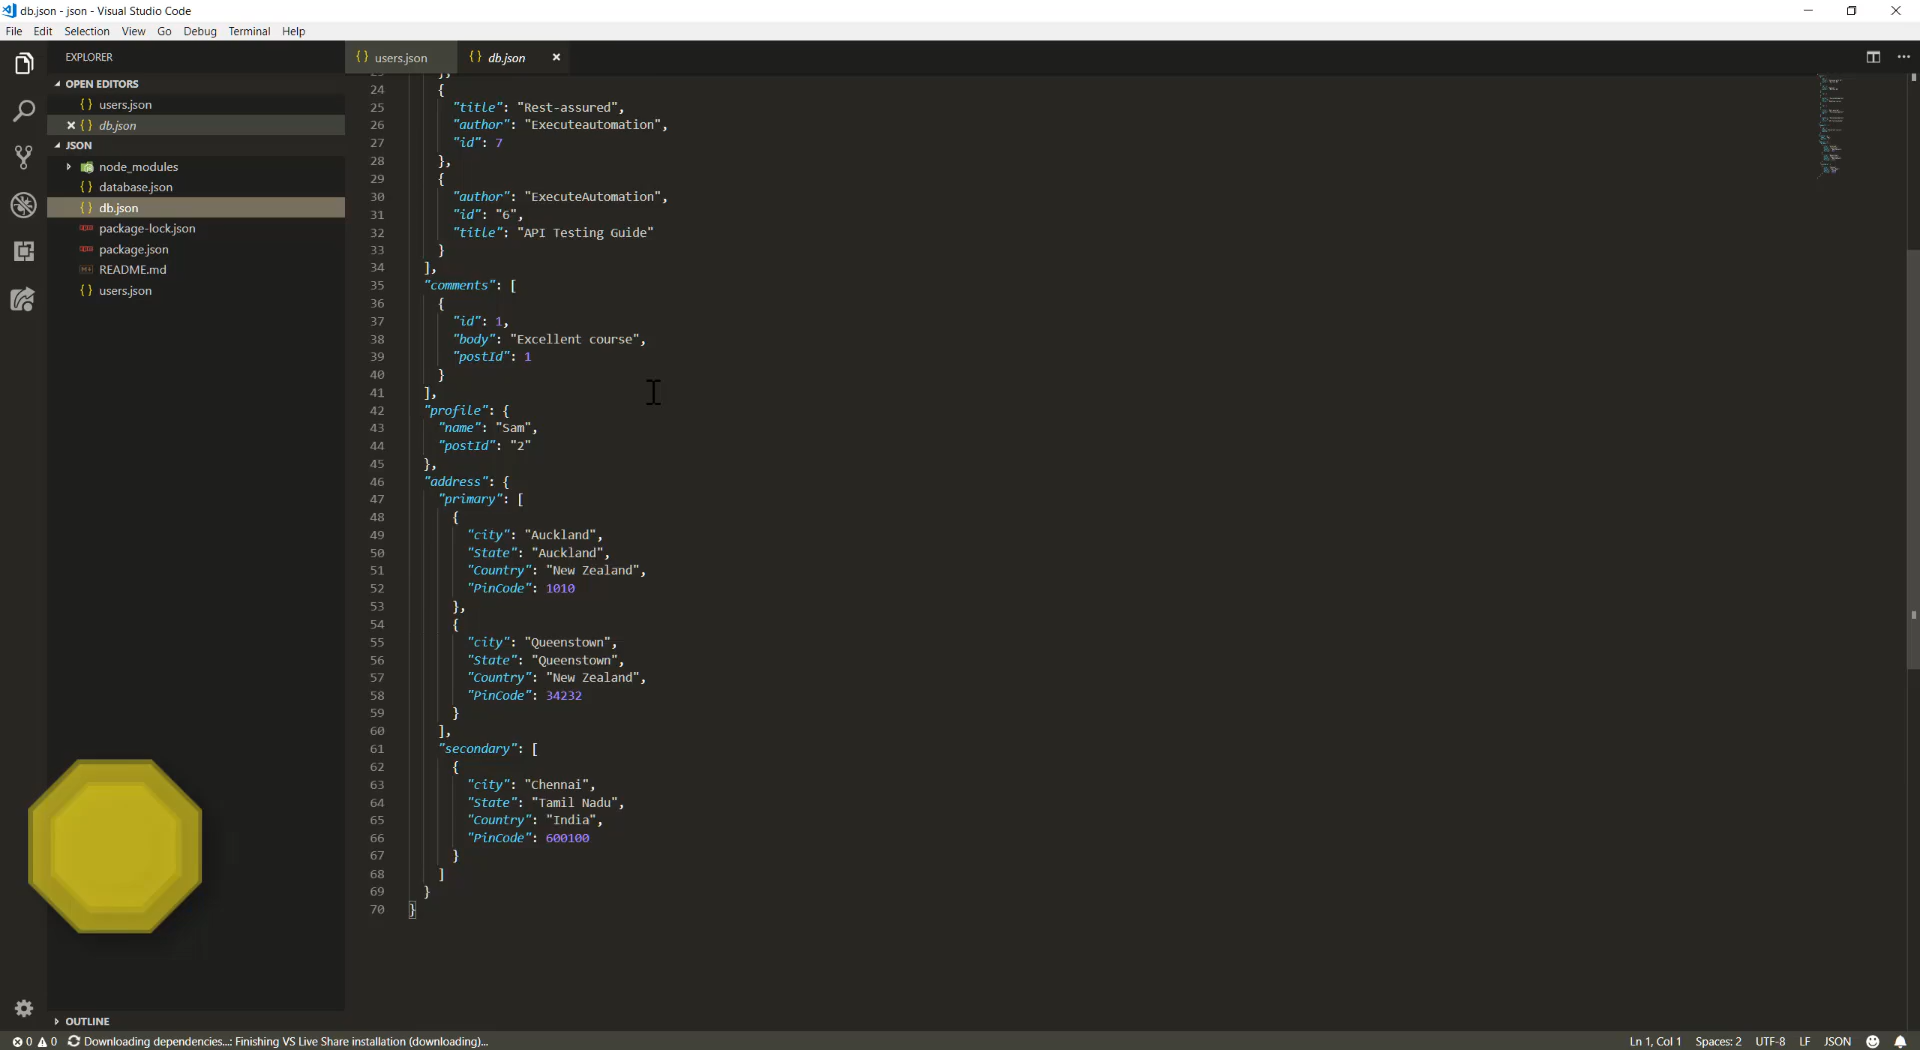 db.json - json - Visual Studio Code
File Edit Selection View Go Debug Terminal Help
EXPLORER
OPEN EDITORS
users.json
db.json
JSON
node_modules
database.json
db.json
package-lock.json
package.json
README.md
users.json
OUTLINE
users.json db.json
24 {
25 "title": "Rest-assured",
26 "author": "Executeautomation",
27 "id": 7
28 },
29 {
30 "author": "ExecuteAutomation",
31 "id": "6",
32 "title": "API Testing Guide"
33 }
34 ],
35 "comments": [
36 {
37 "id": 1,
38 "body": "Excellent course",
39 "postId": 1
40 }
41 ],
42 "profile": {
43 "name": "Sam",
44 "postId": "2"
45 },
46 "address": {
47 "primary": [
48 {
49 "city": "Auckland",
50 "State": "Auckland",
51 "Country": "New Zealand",
52 "PinCode": 1010
53 },
54 {
55 "city": "Queenstown",
56 "State": "Queenstown",
57 "Country": "New Zealand",
58 "PinCode": 34232
59 }
60 ],
61 "secondary": [
62 {
63 "city": "Chennai",
64 "State": "Tamil Nadu",
65 "Country": "India",
66 "PinCode": 600100
67 }
68 ]
69 }
70 }
0 0 Downloading dependencies...: Finishing VS Live Share installation (downloading)... Ln 1, Col 1 Spaces: 2 UTF-8 LF JSON